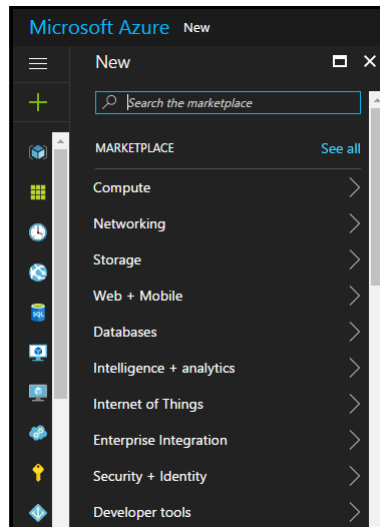 Microsoft Azure New
New
Search the marketplace
MARKETPLACE See all
Compute
Networking
Storage
Web + Mobile
SQL
Databases
Intelligence + analytics
Internet of Things
Enterprise Integration
Security + Identity
Developer tools